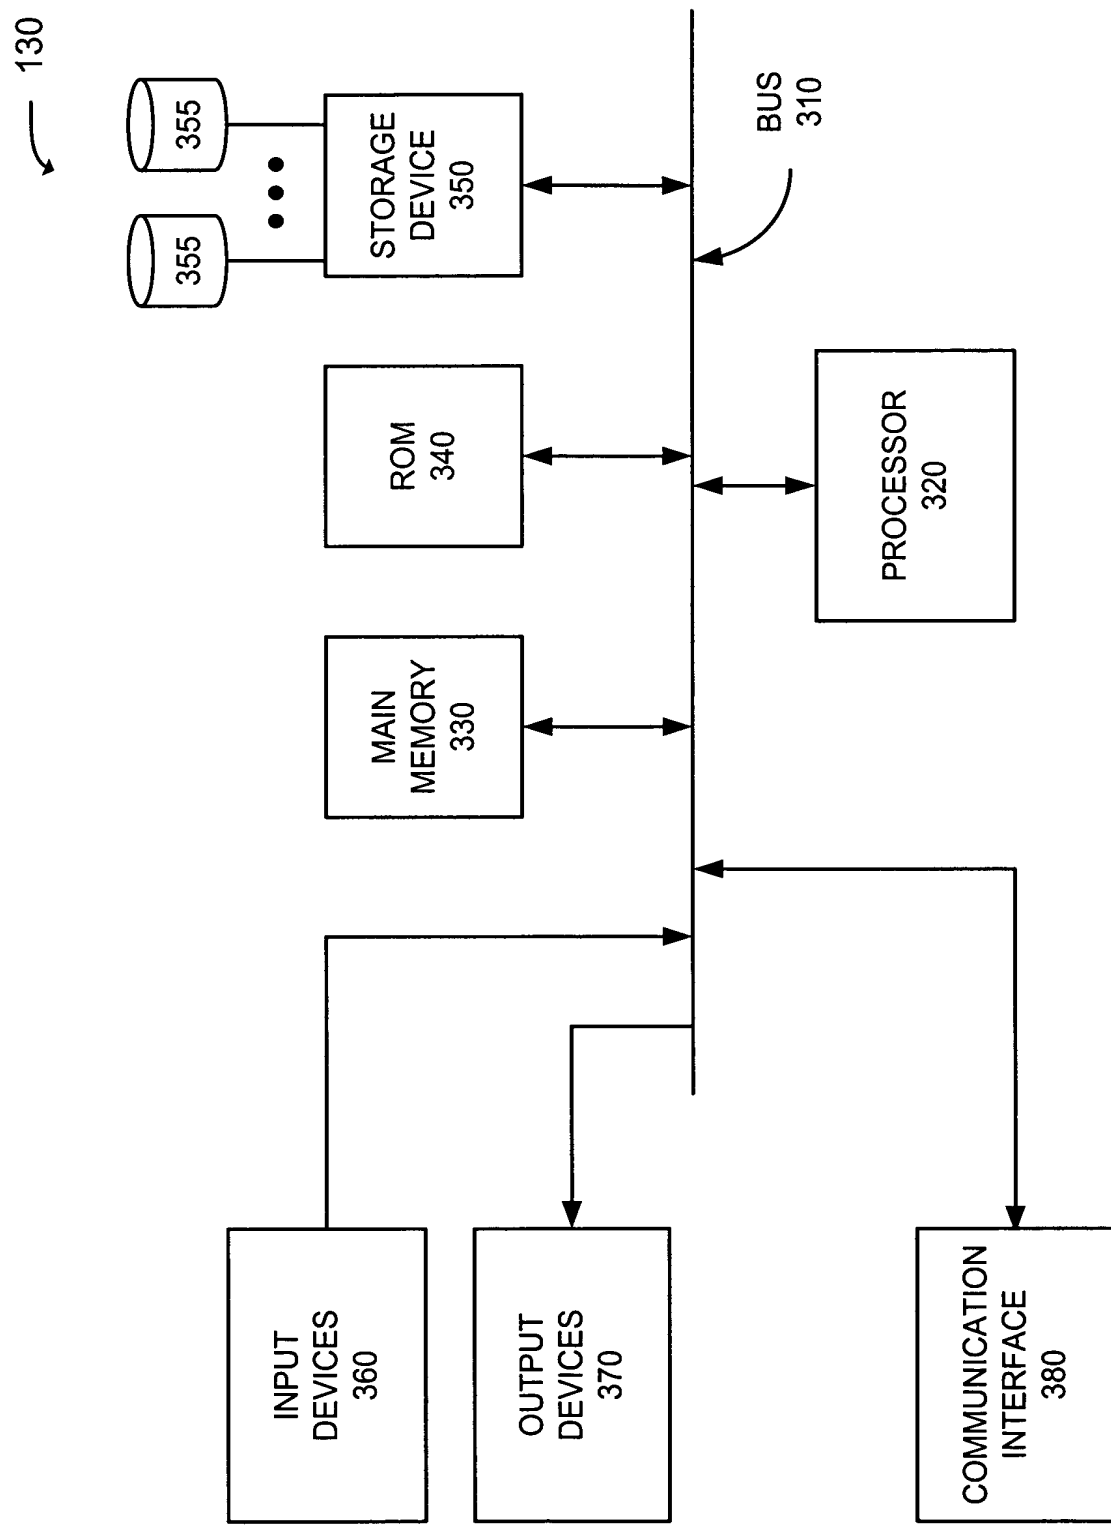 130
355
355
STORAGE
DEVICE
350
ROM
340
MAIN
MEMORY
330
BUS
310
PROCESSOR
320
INPUT
DEVICES
360
OUTPUT
DEVICES
370
COMMUNICATION
INTERFACE
380